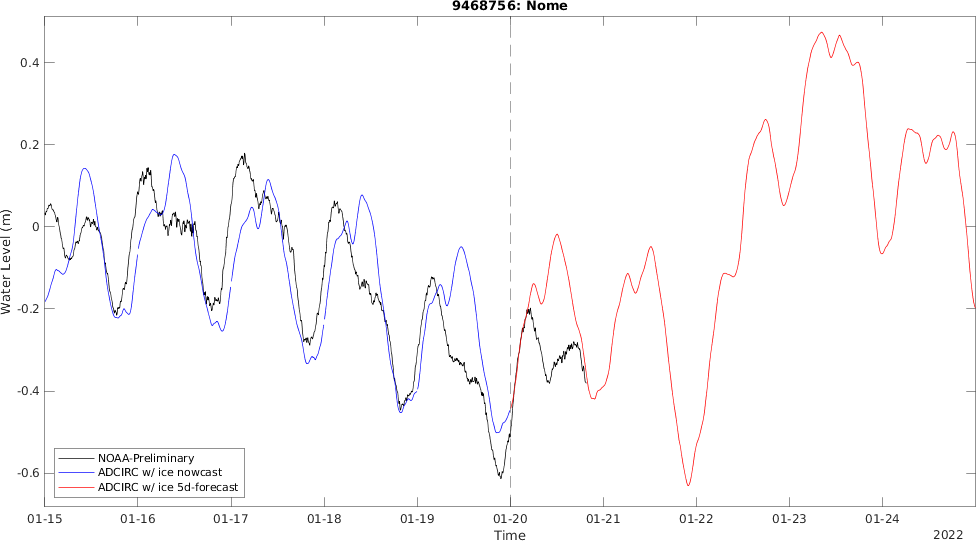 9468756: Nome
Water Level (m)
0.4
0.2
0
-0.2
-0.4
-0.6
NOAA-Preliminary
ADCIRC w/ ice nowcast
ADCIRC w/ ice 5d-forecast
01-15 01-16 01-17 01-18 01-19 01-20 01-21 01-22 01-23 01-24
Time
2022